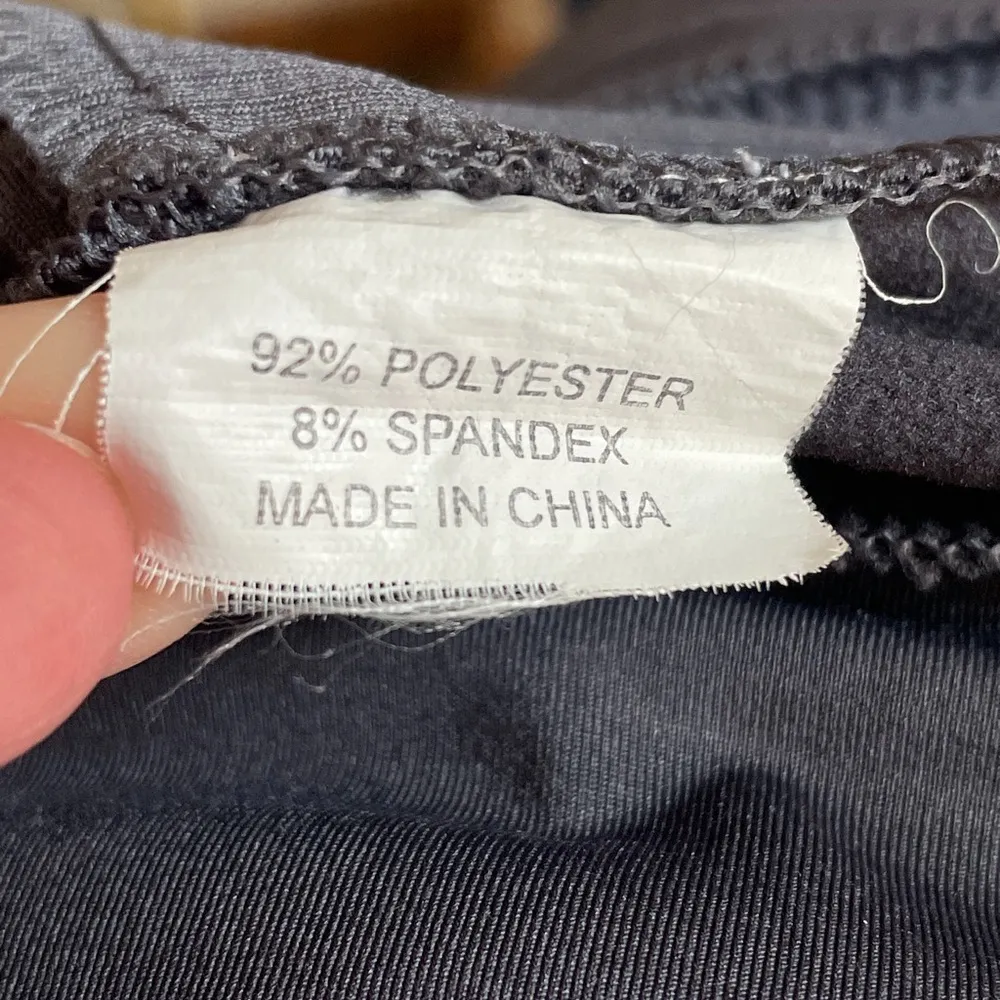 92% POLYESTER
8% SPANDEX
MADE IN CHINA